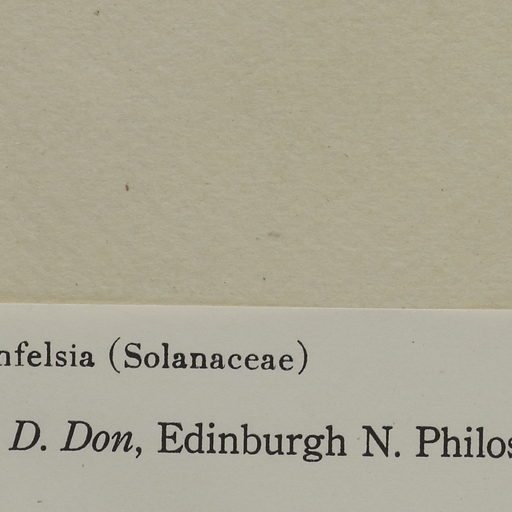 nfelsia (Solanaceae)
D. Don, Edinburgh N. Philos